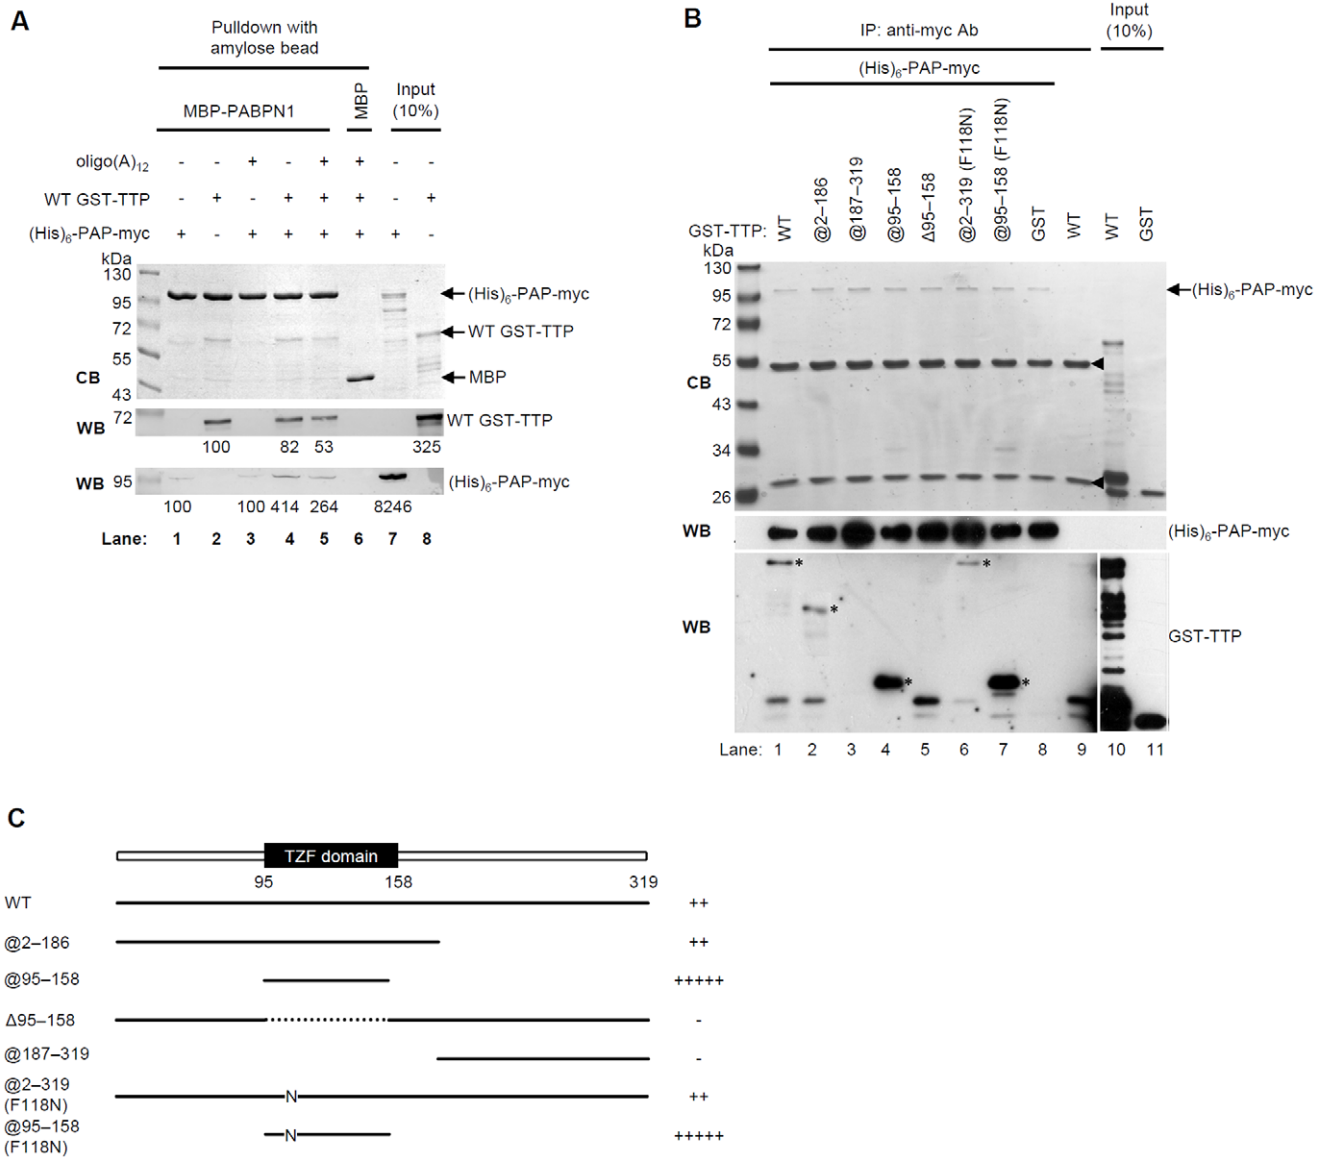 A
Pulldown with
amylose bead
MBP-PABPN1
MBP
Input
(10%)
oligo(A)12 - - + - + + - -
WT GST-TTP - + - + + + - +
(His)6-PAP-myc + - + + + + + -
kDa
130
95
72
55
43
CB
(His)6-PAP-myc
WT GST-TTP
MBP
WB 72 WT GST-TTP
100 82 53 325
WB 95 (His)6-PAP-myc
100 100 414 264 8246
Lane: 1 2 3 4 5 6 7 8
B
IP: anti-myc Ab
Input
(10%)
(His)6-PAP-myc
GST-TTP: WT @2–186 @187–319 @95–158 Δ95–158 @2–319 (F118N) @95–158 (F118N) GST WT WT GST
kDa
130
95
72
55
43
34
26
CB
(His)6-PAP-myc
WB (His)6-PAP-myc
* * * * *
WB GST-TTP
Lane: 1 2 3 4 5 6 7 8 9 10 11
C
TZF domain
95 158 319
WT ++
@2–186 ++
@95–158 +++++
Δ95–158 -
@187–319 -
@2–319
(F118N) N ++
@95–158
(F118N) N +++++